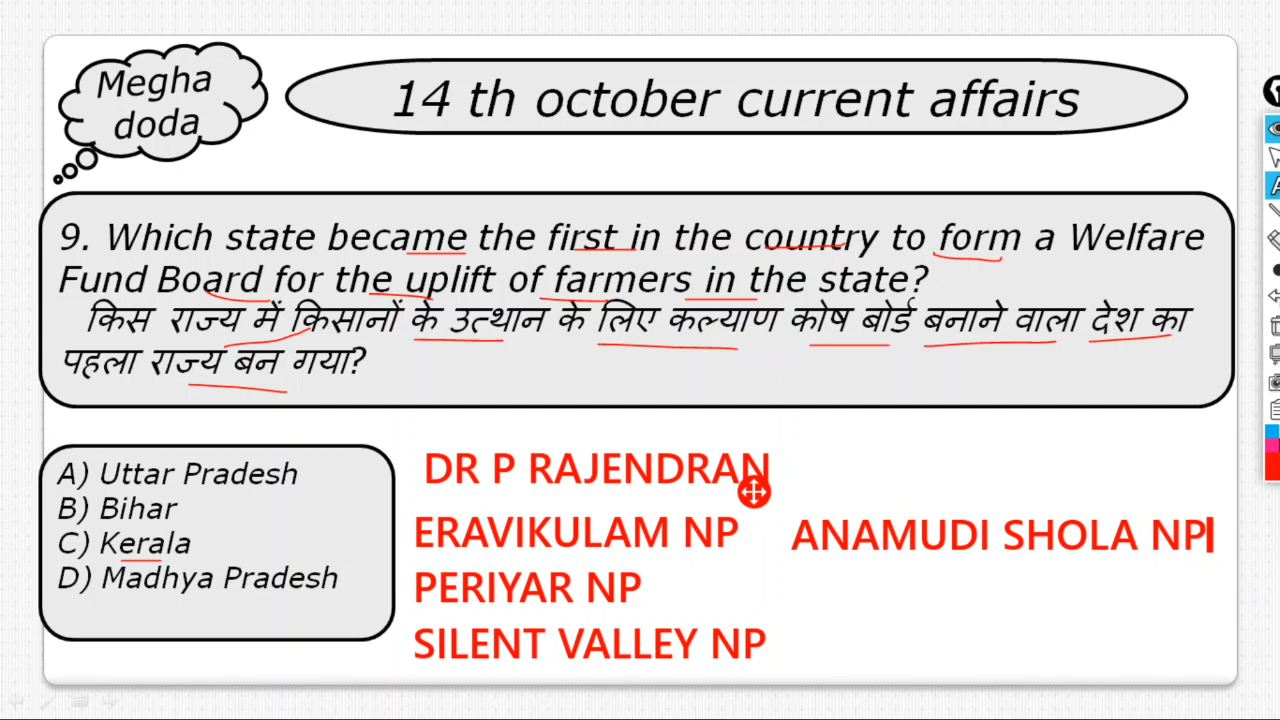 Megha
doda
14 th october current affairs
9. Which state became the first in the country to form a Welfare
Fund Board for the uplift of farmers in the state?
किस राज्य में किसानों के उत्थान के लिए कल्याण कोष बोर्ड बनाने वाला देश का
पहला राज्य बन गया?
A) Uttar Pradesh
B) Bihar
C) Kerala
D) Madhya Pradesh
DR P RAJENDRAN
ERAVIKULAM NP
ANAMUDI SHOLA NP
PERIYAR NP
SILENT VALLEY NP